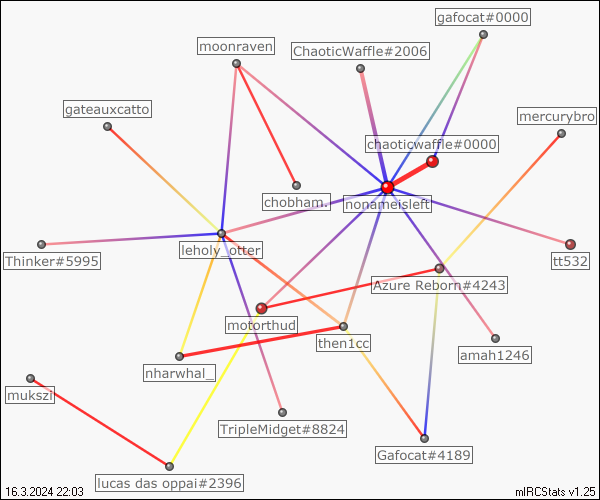 gafocat#0000
moonraven
ChaoticWaffle#2006
gateauxcatto
mercurybro
chaoticwaffle#0000
chobham.
nonameisleft
leholy_otter
Thinker#5995
tt532
Azure Reborn#4243
motorthud
then1cc
amah1246
nharwhal_
mukszi
TripleMidget#8824
Gafocat#4189
lucas das oppai#2396
16.3.2024 22:03
mIRCStats v1.25